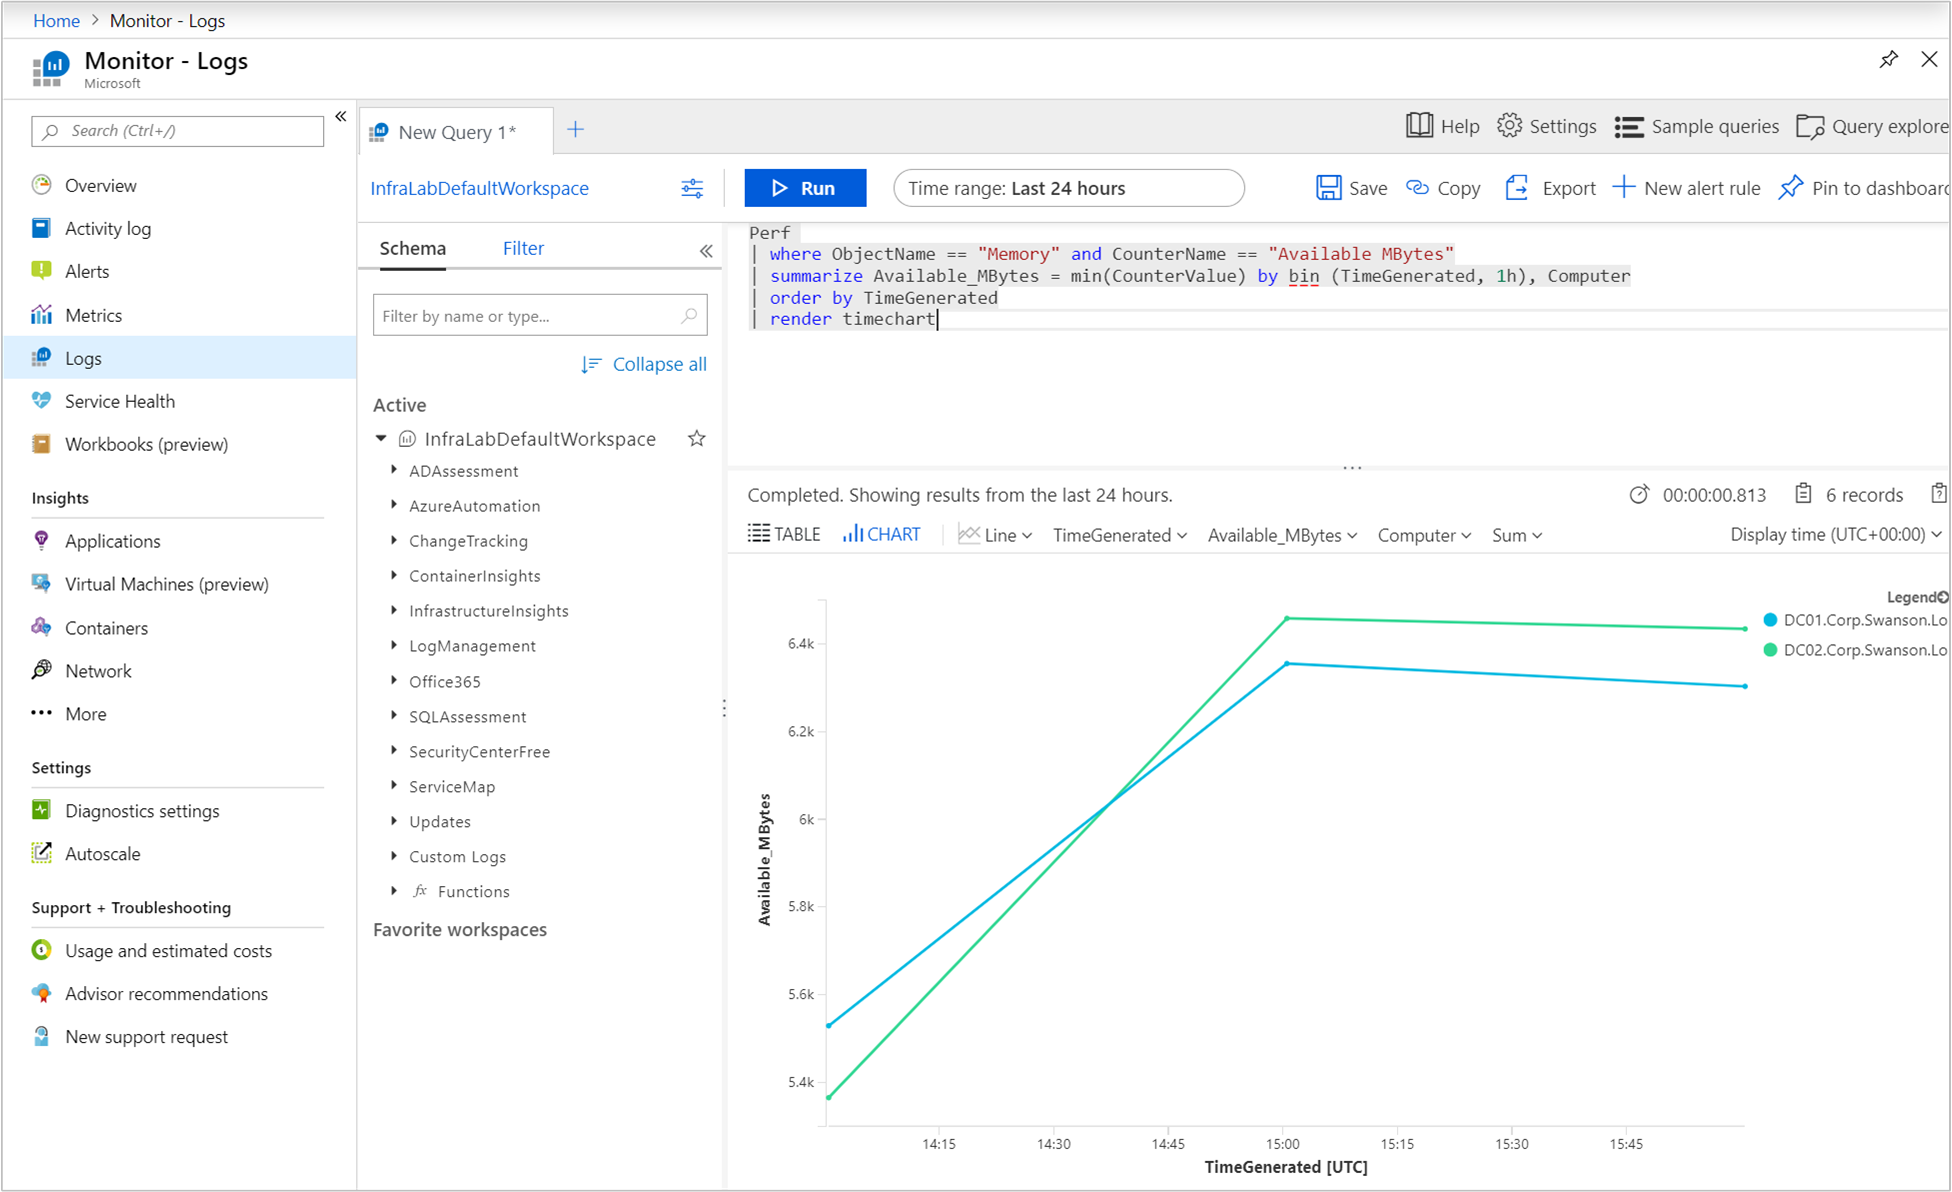 Home > Monitor - Logs
Monitor - Logs
Microsoft
Search (Ctrl+/)
«
Overview
Activity log
Alerts
Metrics
Logs
Service Health
Workbooks (preview)
Insights
Applications
Virtual Machines (preview)
Containers
Network
More
Settings
Diagnostics settings
Autoscale
Support + Troubleshooting
Usage and estimated costs
Advisor recommendations
New support request
New Query 1*
Help Settings Sample queries Query explore
InfraLabDefaultWorkspace
Run Time range: Last 24 hours Save Copy Export New alert rule Pin to dashboard
Schema Filter «
Filter by name or type...
Collapse all
Active
InfraLabDefaultWorkspace
ADAssessment
AzureAutomation
ChangeTracking
ContainerInsights
InfrastructureInsights
LogManagement
Office365
SQLAssessment
SecurityCenterFree
ServiceMap
Updates
Custom Logs
fx Functions
Favorite workspaces
Perf
| where ObjectName == "Memory" and CounterName == "Available MBytes"
| summarize Available_MBytes = min(CounterValue) by bin (TimeGenerated, 1h), Computer
| order by TimeGenerated
| render timechart
Completed. Showing results from the last 24 hours. 00:00:00.813 6 records
TABLE CHART Line TimeGenerated Available_MBytes Computer Sum Display time (UTC+00:00)
Legend
DC01.Corp.Swanson.Lo
DC02.Corp.Swanson.Lo
6.4k
6.2k
6k
5.8k
5.6k
5.4k
Available_MBytes
14:15 14:30 14:45 15:00 15:15 15:30 15:45
TimeGenerated [UTC]